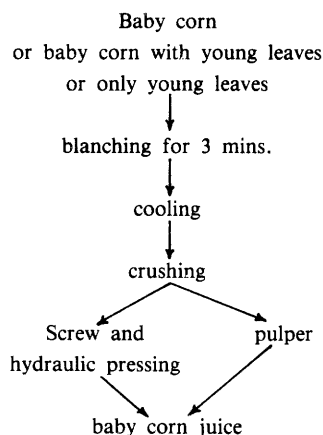 Baby corn
or baby corn with young leaves
or only young leaves
blanching for 3 mins.
cooling
crushing
Screw and
hydraulic pressing
pulper
baby corn juice